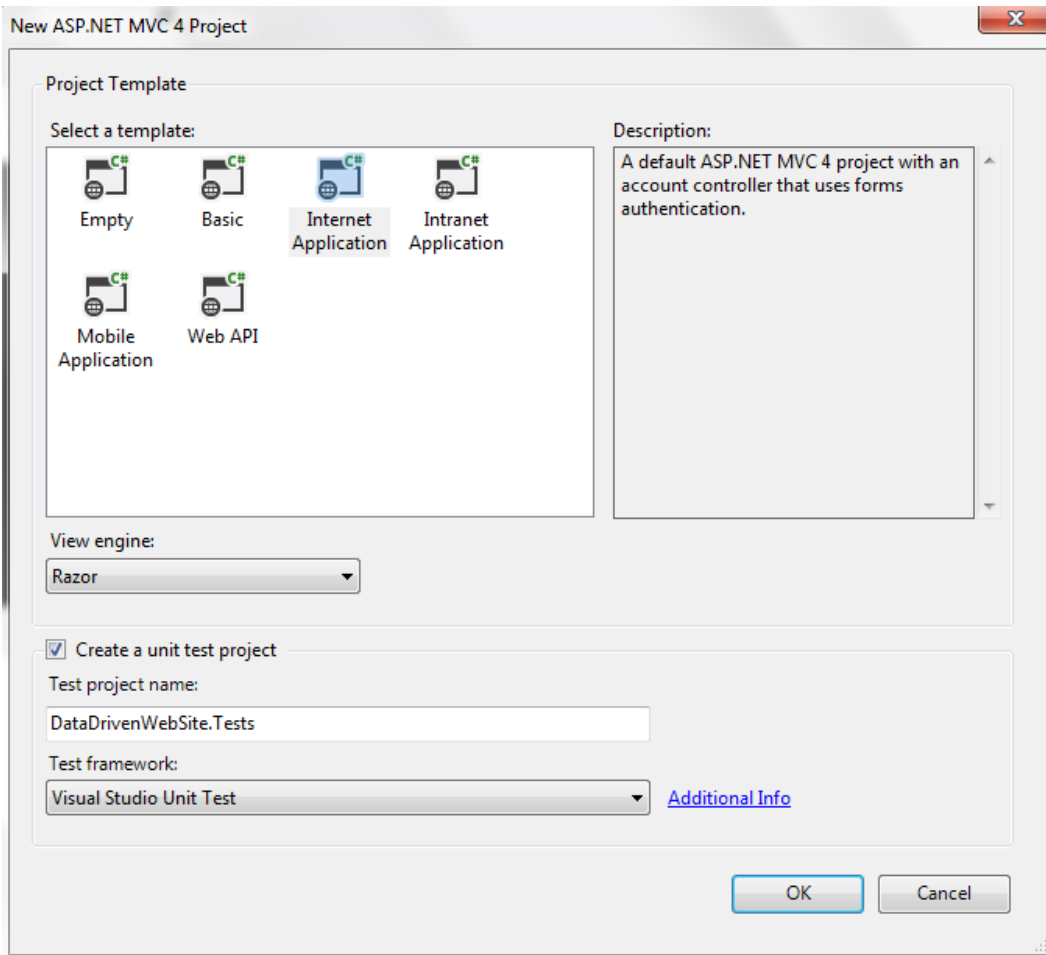 New ASP.NET MVC 4 Project
Project Template
Select a template:
Description:
C# C# C# C#
Empty Basic Internet Application Intranet Application
C# C#
Mobile Application Web API
A default ASP.NET MVC 4 project with an
account controller that uses forms
authentication.
View engine:
Razor
Create a unit test project
Test project name:
DataDrivenWebSite.Tests
Test framework:
Visual Studio Unit Test
Additional Info
OK Cancel